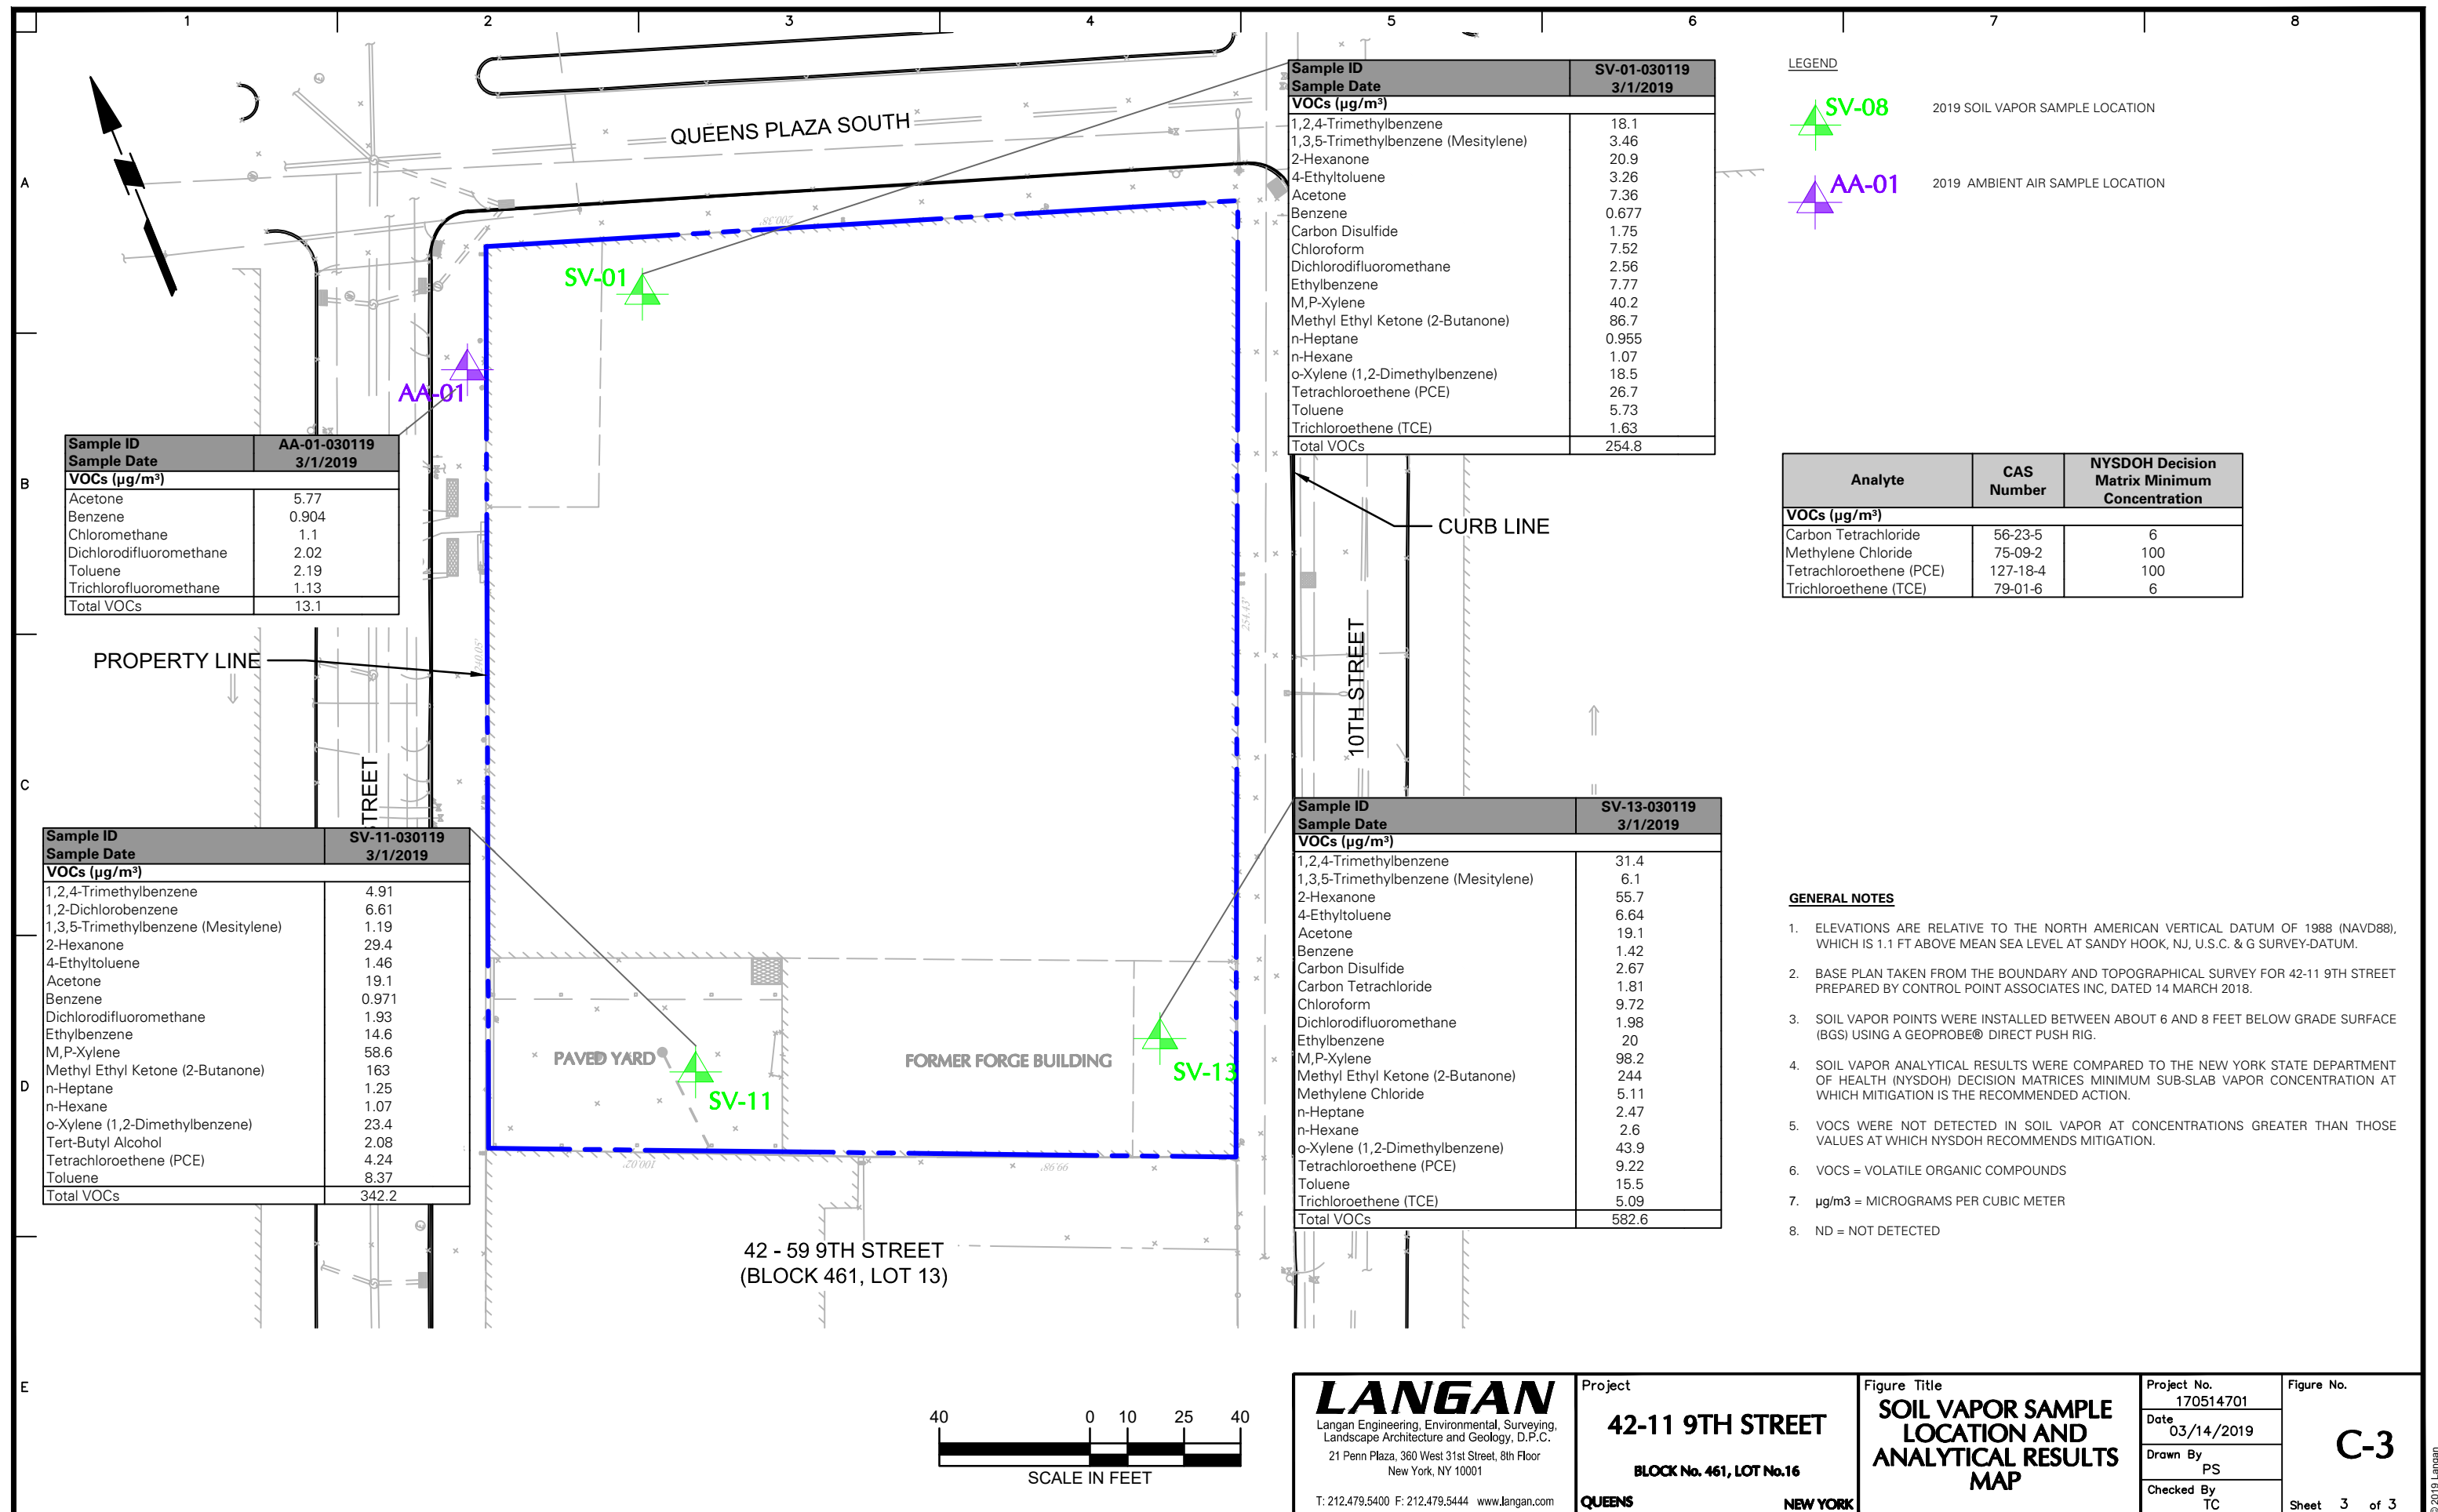 1 2 3 4 5 6 7 8
A
B
C
D
E
QUEENS PLAZA SOUTH
200.38'
SV-01
AA-01
Sample ID SV-01-030119
Sample Date 3/1/2019
VOCs (µg/m³)
1,2,4-Trimethylbenzene 18.1
1,3,5-Trimethylbenzene (Mesitylene) 3.46
2-Hexanone 20.9
4-Ethyltoluene 3.26
Acetone 7.36
Benzene 0.677
Carbon Disulfide 1.75
Chloroform 7.52
Dichlorodifluoromethane 2.56
Ethylbenzene 7.77
M,P-Xylene 40.2
Methyl Ethyl Ketone (2-Butanone) 86.7
n-Heptane 0.955
n-Hexane 1.07
o-Xylene (1,2-Dimethylbenzene) 18.5
Tetrachloroethene (PCE) 26.7
Toluene 5.73
Trichloroethene (TCE) 1.63
Total VOCs 254.8
LEGEND
SV-08 2019 SOIL VAPOR SAMPLE LOCATION
AA-01 2019 AMBIENT AIR SAMPLE LOCATION
Sample ID AA-01-030119
Sample Date 3/1/2019
VOCs (µg/m³)
Acetone 5.77
Benzene 0.904
Chloromethane 1.1
Dichlorodifluoromethane 2.02
Toluene 2.19
Trichlorofluoromethane 1.13
Total VOCs 13.1
Analyte CAS Number NYSDOH Decision Matrix Minimum Concentration
VOCs (µg/m³)
Carbon Tetrachloride 56-23-5 6
Methylene Chloride 75-09-2 100
Tetrachloroethene (PCE) 127-18-4 100
Trichloroethene (TCE) 79-01-6 6
CURB LINE
PROPERTY LINE
254.43'
10TH STREET
STREET
Sample ID SV-11-030119
Sample Date 3/1/2019
VOCs (µg/m³)
1,2,4-Trimethylbenzene 4.91
1,2-Dichlorobenzene 6.61
1,3,5-Trimethylbenzene (Mesitylene) 1.19
2-Hexanone 29.4
4-Ethyltoluene 1.46
Acetone 19.1
Benzene 0.971
Dichlorodifluoromethane 1.93
Ethylbenzene 14.6
M,P-Xylene 58.6
Methyl Ethyl Ketone (2-Butanone) 163
n-Heptane 1.25
n-Hexane 1.07
o-Xylene (1,2-Dimethylbenzene) 23.4
Tert-Butyl Alcohol 2.08
Tetrachloroethene (PCE) 4.24
Toluene 8.37
Total VOCs 342.2
Sample ID SV-13-030119
Sample Date 3/1/2019
VOCs (µg/m³)
1,2,4-Trimethylbenzene 31.4
1,3,5-Trimethylbenzene (Mesitylene) 6.1
2-Hexanone 55.7
4-Ethyltoluene 6.64
Acetone 19.1
Benzene 1.42
Carbon Disulfide 2.67
Carbon Tetrachloride 1.81
Chloroform 9.72
Dichlorodifluoromethane 1.98
Ethylbenzene 20
M,P-Xylene 98.2
Methyl Ethyl Ketone (2-Butanone) 244
Methylene Chloride 5.11
n-Heptane 2.47
n-Hexane 2.6
o-Xylene (1,2-Dimethylbenzene) 43.9
Tetrachloroethene (PCE) 9.22
Toluene 15.5
Trichloroethene (TCE) 5.09
Total VOCs 582.6
PAVED YARD
FORMER FORGE BUILDING
SV-11
SV-13
100.02'
99.98'
42 - 59 9TH STREET
(BLOCK 461, LOT 13)
GENERAL NOTES
1. ELEVATIONS ARE RELATIVE TO THE NORTH AMERICAN VERTICAL DATUM OF 1988 (NAVD88),
WHICH IS 1.1 FT ABOVE MEAN SEA LEVEL AT SANDY HOOK, NJ, U.S.C. & G SURVEY-DATUM.
2. BASE PLAN TAKEN FROM THE BOUNDARY AND TOPOGRAPHICAL SURVEY FOR 42-11 9TH STREET
PREPARED BY CONTROL POINT ASSOCIATES INC, DATED 14 MARCH 2018.
3. SOIL VAPOR POINTS WERE INSTALLED BETWEEN ABOUT 6 AND 8 FEET BELOW GRADE SURFACE
(BGS) USING A GEOPROBE® DIRECT PUSH RIG.
4. SOIL VAPOR ANALYTICAL RESULTS WERE COMPARED TO THE NEW YORK STATE DEPARTMENT
OF HEALTH (NYSDOH) DECISION MATRICES MINIMUM SUB-SLAB VAPOR CONCENTRATION AT
WHICH MITIGATION IS THE RECOMMENDED ACTION.
5. VOCS WERE NOT DETECTED IN SOIL VAPOR AT CONCENTRATIONS GREATER THAN THOSE
VALUES AT WHICH NYSDOH RECOMMENDS MITIGATION.
6. VOCS = VOLATILE ORGANIC COMPOUNDS
7. µg/m3 = MICROGRAMS PER CUBIC METER
8. ND = NOT DETECTED
40 0 10 25 40
SCALE IN FEET
LANGAN
Langan Engineering, Environmental, Surveying,
Landscape Architecture and Geology, D.P.C.
21 Penn Plaza, 360 West 31st Street, 8th Floor
New York, NY 10001
T: 212.479.5400 F: 212.479.5444 www.langan.com
Project
42-11 9TH STREET
BLOCK No. 461, LOT No.16
QUEENS NEW YORK
Figure Title
SOIL VAPOR SAMPLE
LOCATION AND
ANALYTICAL RESULTS
MAP
Project No.
170514701
Date
03/14/2019
Drawn By
PS
Checked By
TC
Figure No.
C-3
Sheet 3 of 3
© 2019 Langan